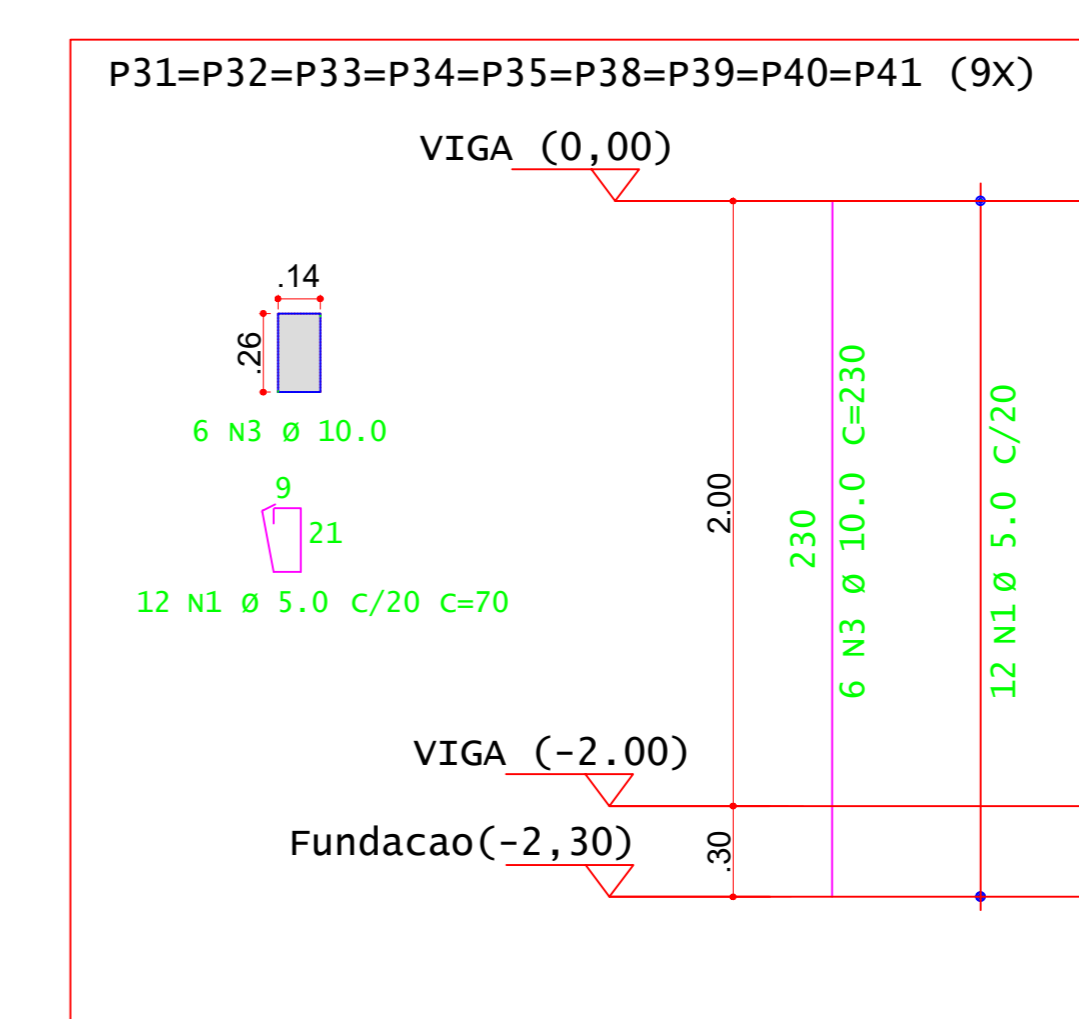 P31=P32=P33=P34=P35=P38=P39=P40=P41 (9X)
VIGA (0,00)
.14
.26
6 N3 Ø 10.0
9
21
12 N1 Ø 5.0 C/20 C=70
2.00
230
6 N3 Ø 10.0 C=230
12 N1 Ø 5.0 C/20
VIGA (-2.00)
Fundacao(-2,30)
.30